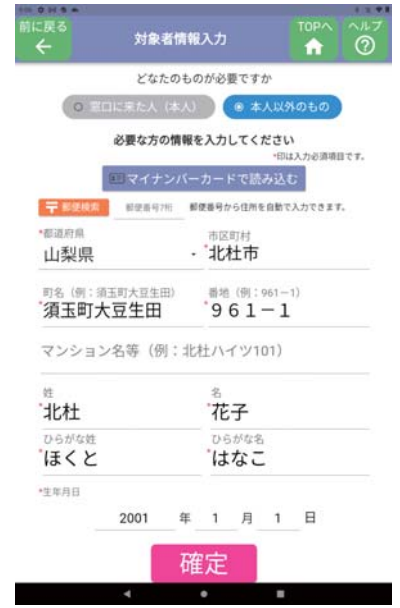 前に戻る
対象者情報入力
TOPへ
ヘルプ
どなたのものが必要ですか
窓口に来た人（本人）
本人以外のもの
必要な方の情報を入力してください
*印は入力必須項目です。
マイナンバーカードで読み込む
〒 郵便検索 郵便番号7桁 郵便番号から住所を自動で入力できます。
*都道府県 市区町村
山梨県 *北杜市
町名（例：須玉町大豆生田） 番地（例：961－1）
*須玉町大豆生田 *９６１－１
マンション名等（例：北杜ハイツ101）
姓 名
*北杜 *花子
ひらがな姓 ひらがな名
*ほくと *はなこ
*生年月日
2001 年 1 月 1 日
確定